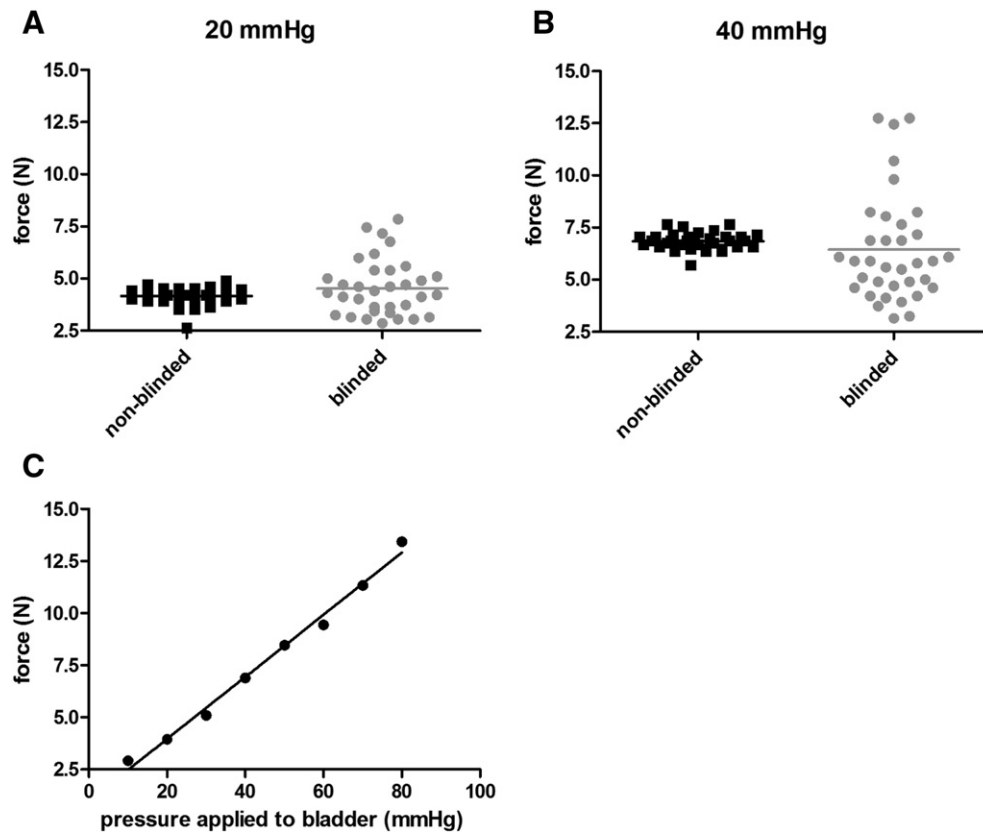 A
20 mmHg
force (N)
15.0
12.5
10.0
7.5
5.0
2.5
non-blinded
blinded
B
40 mmHg
force (N)
15.0
12.5
10.0
7.5
5.0
2.5
non-blinded
blinded
C
force (N)
15.0
12.5
10.0
7.5
5.0
2.5
0 20 40 60 80 100
pressure applied to bladder (mmHg)